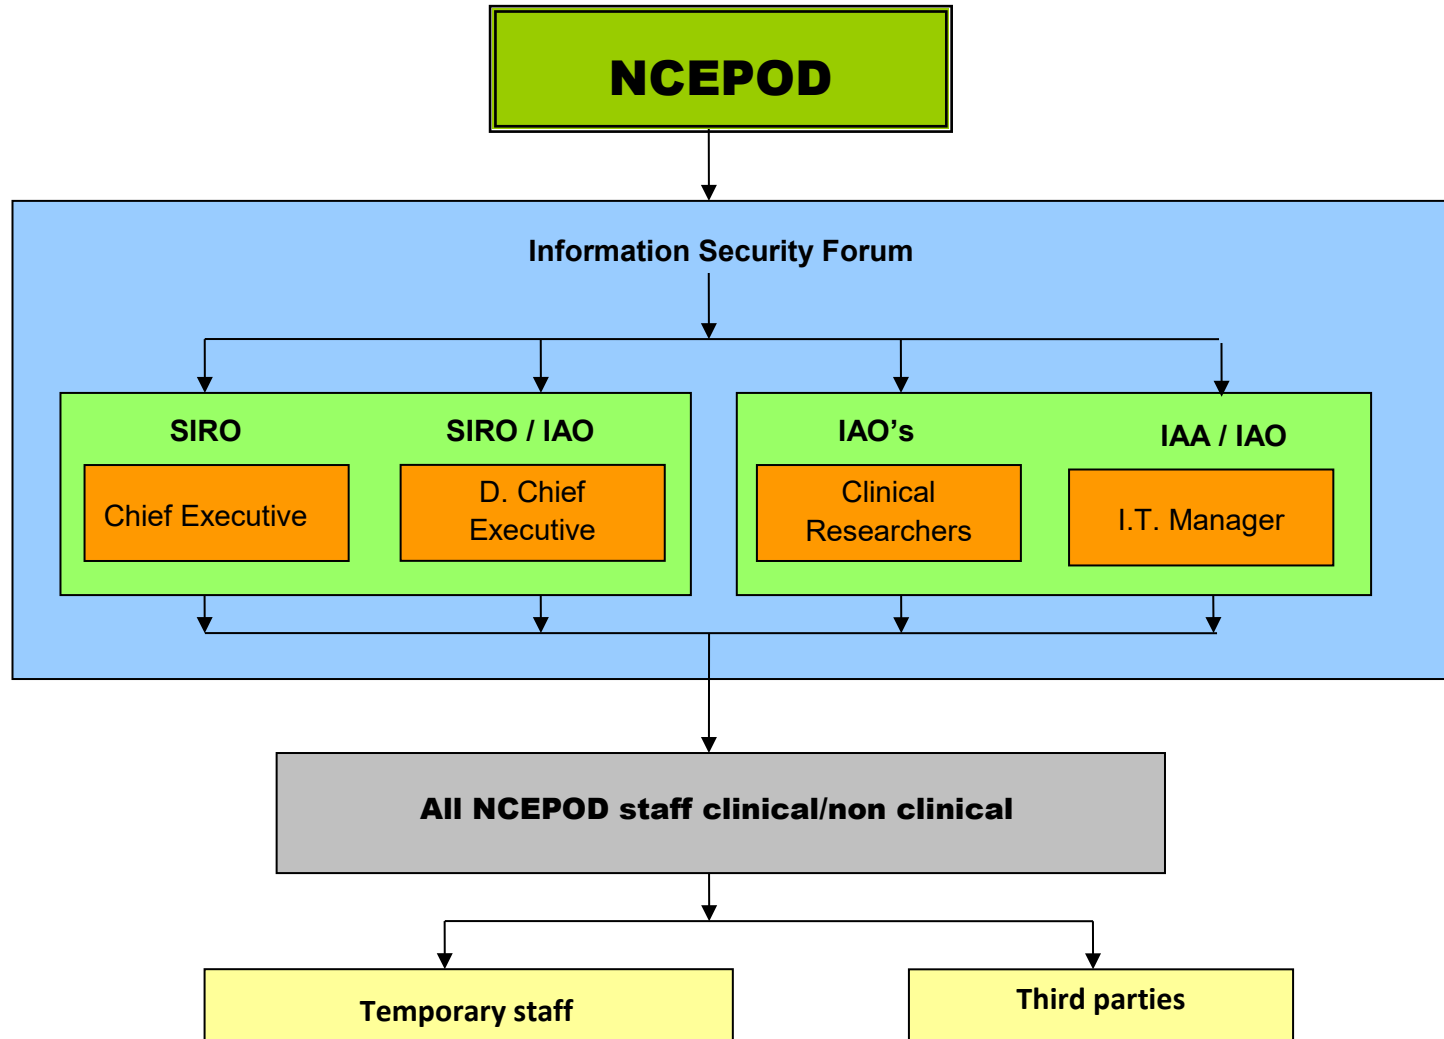 NCEPOD
Information Security Forum
SIRO
Chief Executive
SIRO / IAO
D. Chief
Executive
IAO’s
Clinical
Researchers
IAA / IAO
I.T. Manager
All NCEPOD staff clinical/non clinical
Temporary staff
Third parties